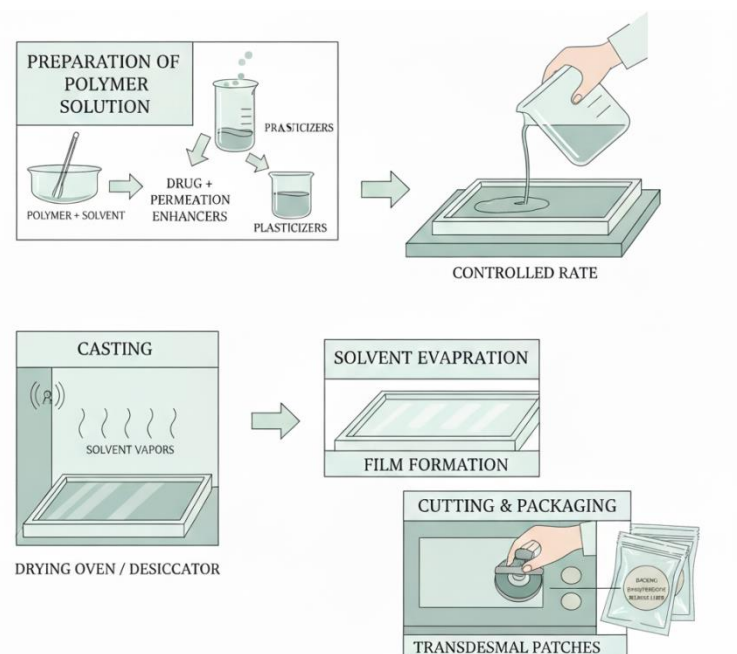 PREPARATION OF
POLYMER
SOLUTION
PRASTICIZERS
POLYMER + SOLVENT
DRUG +
PERMEATION
ENHANCERS
PLASTICIZERS
CONTROLLED RATE
CASTING
SOLVENT VAPORS
DRYING OVEN / DESICCATOR
SOLVENT EVAPRATION
FILM FORMATION
CUTTING & PACKAGING
TRANSDESMAL PATCHES